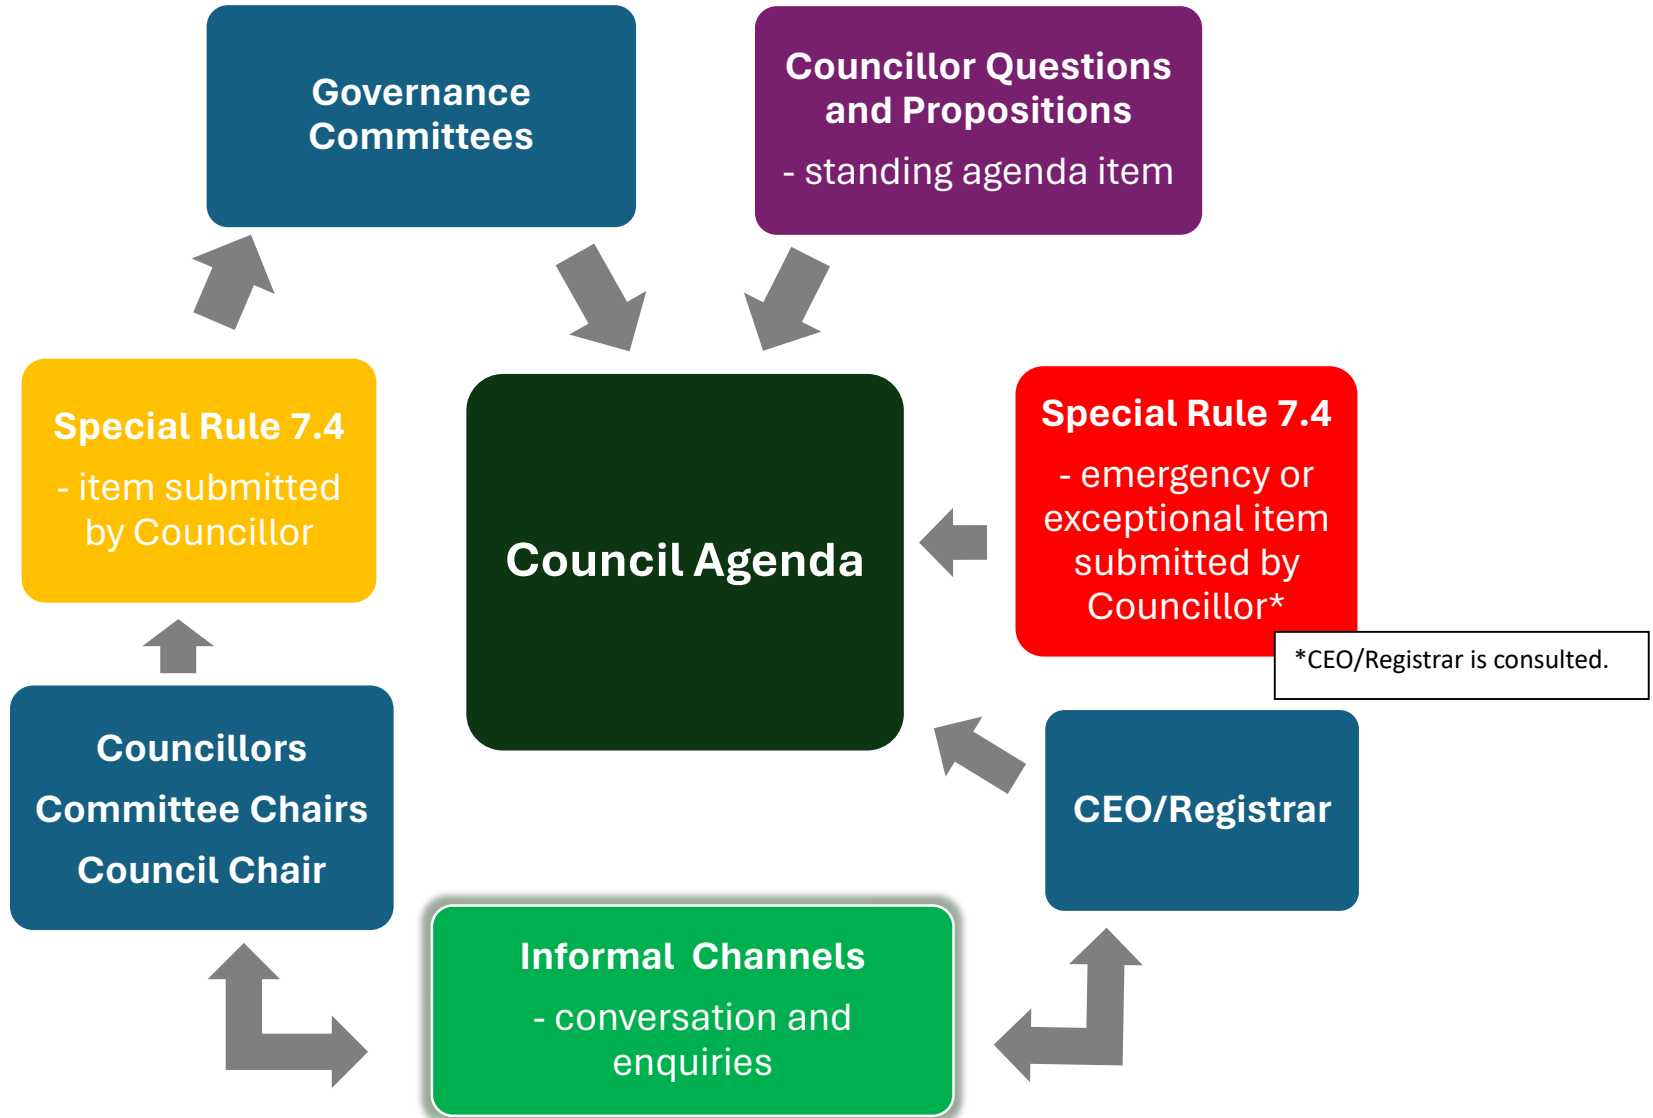 Governance
Committees
Councillor Questions
and Propositions
- standing agenda item
Special Rule 7.4
- item submitted
by Councillor
Council Agenda
Special Rule 7.4
- emergency or
exceptional item
submitted by
Councillor*
*CEO/Registrar is consulted.
Councillors
Committee Chairs
Council Chair
CEO/Registrar
Informal  Channels
- conversation and
enquiries